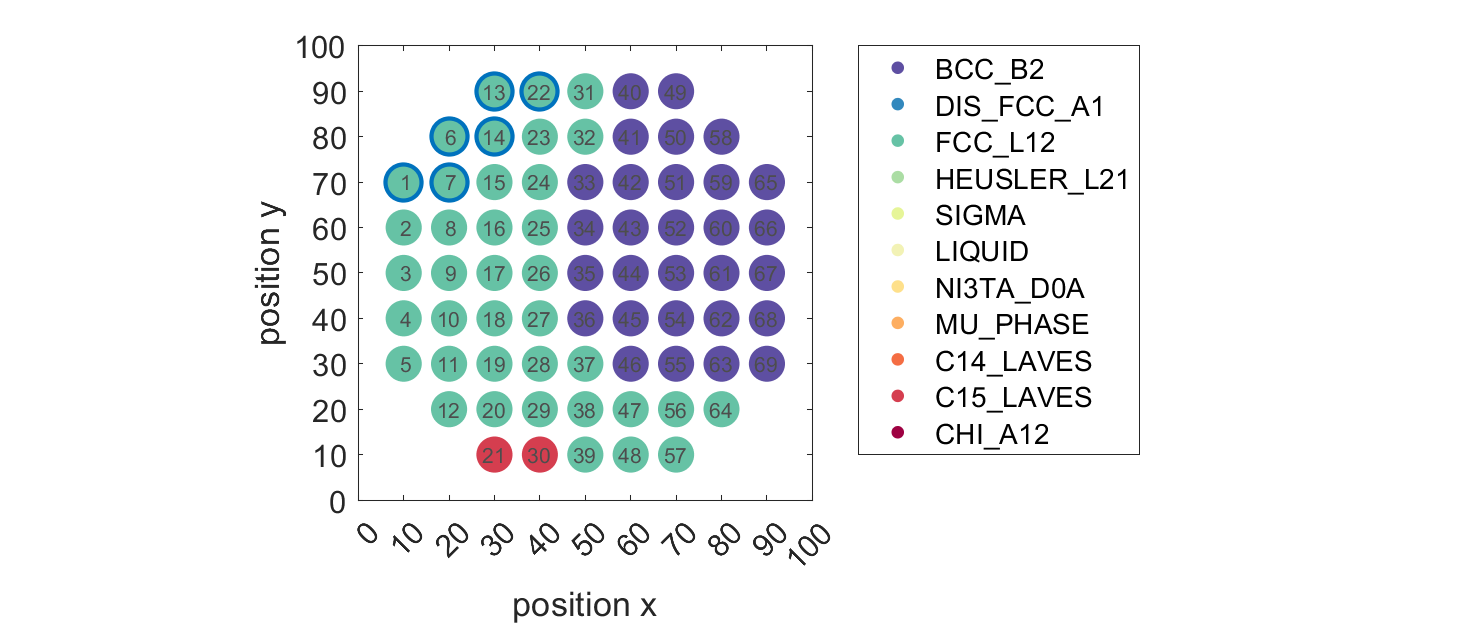 100
90
80
70
60
50
40
30
20
10
0
position y
13 22 31 40 49
6 14 23 32 41 50 58
1 7 15 24 33 42 51 59 65
2 8 16 25 34 43 52 60 66
3 9 17 26 35 44 53 61 67
4 10 18 27 36 45 54 62 68
5 11 19 28 37 46 55 63 69
12 20 29 38 47 56 64
21 30 39 48 57
0 10 20 30 40 50 60 70 80 90 100
position x
BCC_B2
DIS_FCC_A1
FCC_L12
HEUSLER_L21
SIGMA
LIQUID
NI3TA_D0A
MU_PHASE
C14_LAVES
C15_LAVES
CHI_A12